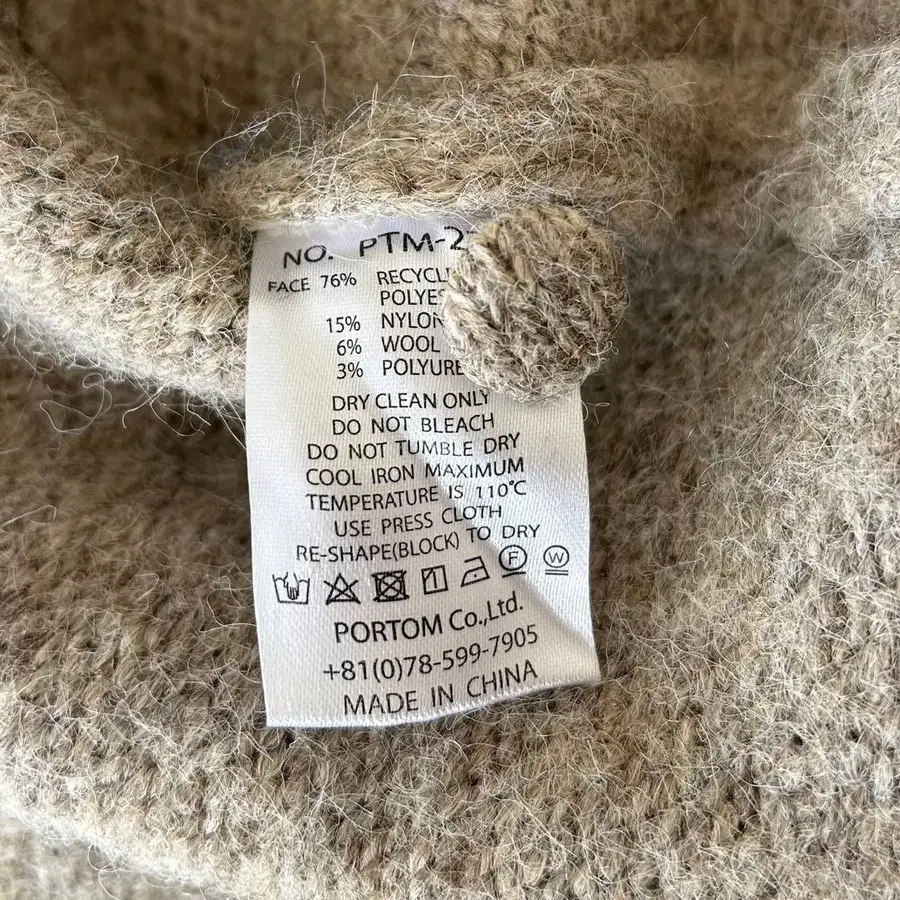 NO. PTM-2
FACE 76% RECYCL
POLYES
15% NYLON
6% WOOL
3% POLYURE
DRY CLEAN ONLY
DO NOT BLEACH
DO NOT TUMBLE DRY
COOL IRON MAXIMUM
TEMPERATURE IS 110℃
USE PRESS CLOTH
RE-SHAPE(BLOCK) TO DRY
F W
PORTOM Co.,Ltd.
+81(0)78-599-7905
MADE IN CHINA